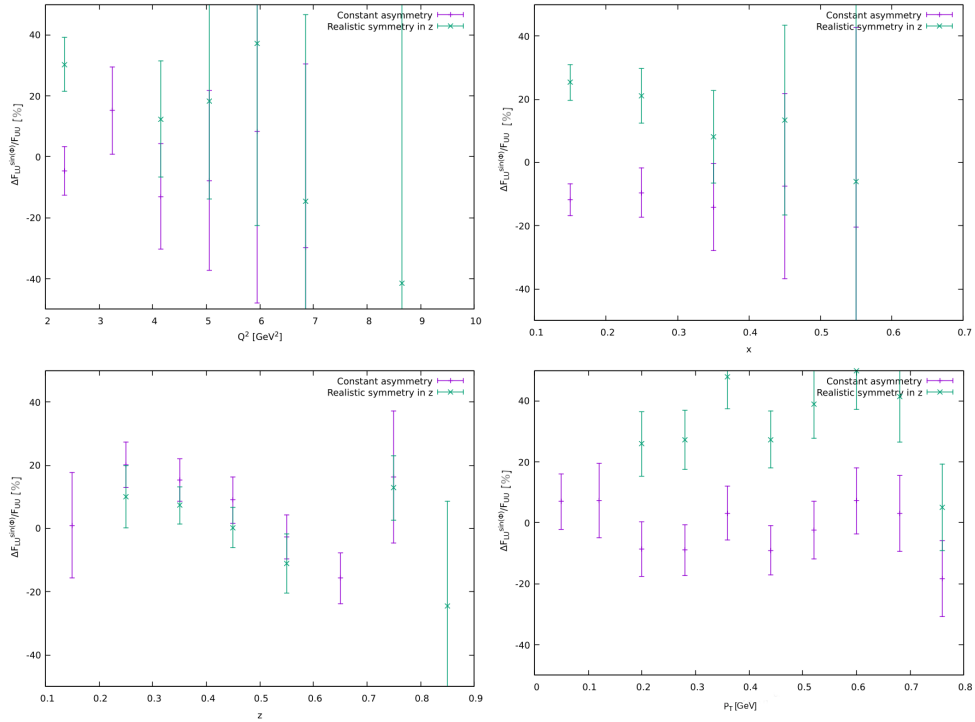 Constant asymmetry
Realistic symmetry in z
40
20
0
-20
-40
ΔF_LU^sin(Φ)/F_UU [%]
2 3 4 5 6 7 8 9 10
Q² [GeV²]
Constant asymmetry
Realistic symmetry in z
40
20
0
-20
-40
ΔF_LU^sin(Φ)/F_UU [%]
0.1 0.2 0.3 0.4 0.5 0.6 0.7
x
Constant asymmetry
Realistic symmetry in z
40
20
0
-20
-40
ΔF_LU^sin(Φ)/F_UU [%]
0.1 0.2 0.3 0.4 0.5 0.6 0.7 0.8 0.9
z
Constant asymmetry
Realistic symmetry in z
40
20
0
-20
-40
ΔF_LU^sin(Φ)/F_UU [%]
0 0.1 0.2 0.3 0.4 0.5 0.6 0.7 0.8
P_T [GeV]